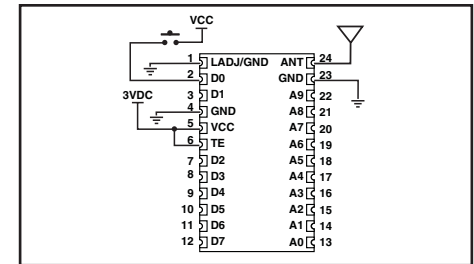 VCC
1 LADJ/GND ANT 24
2 D0 GND 23
3 D1 A9 22
3VDC
4 GND A8 21
5 VCC A7 20
6 TE A6 19
7 D2 A5 18
8 D3 A4 17
9 D4 A3 16
10 D5 A2 15
11 D6 A1 14
12 D7 A0 13